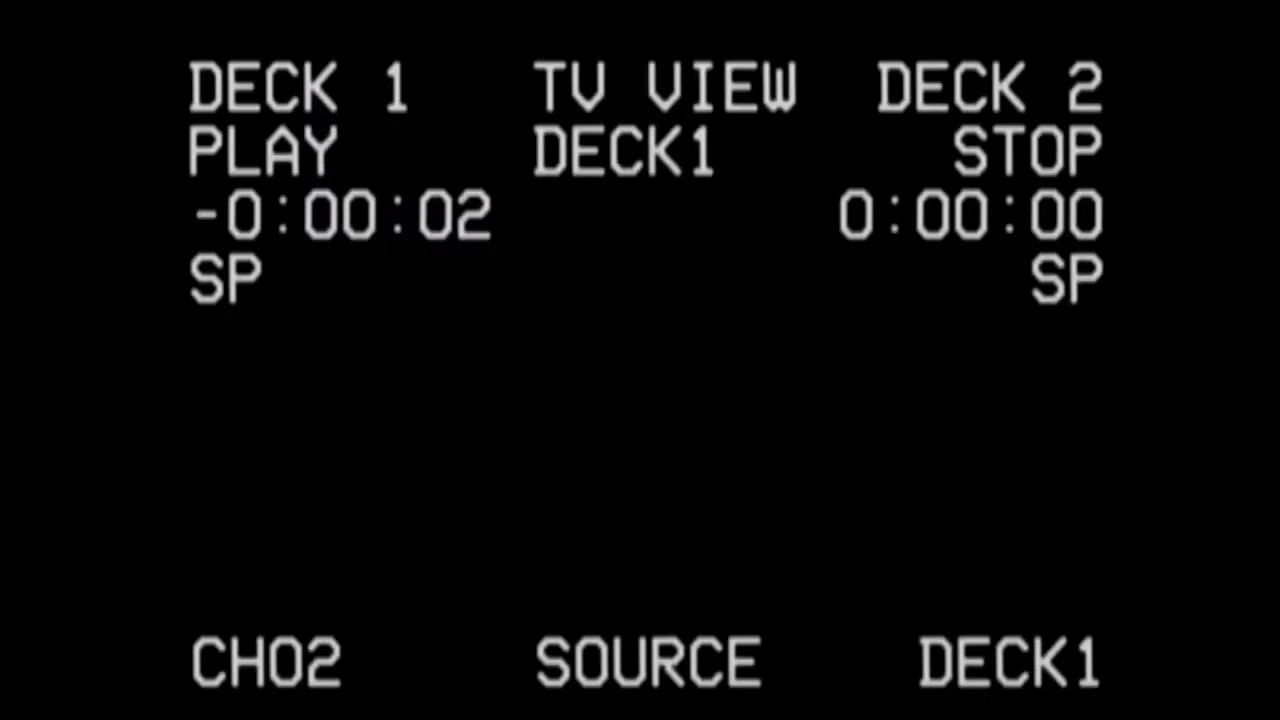 DECK 1 TV VIEW DECK 2
PLAY DECK1 STOP
-0:00:02 0:00:00
SP SP
CH02 SOURCE DECK1